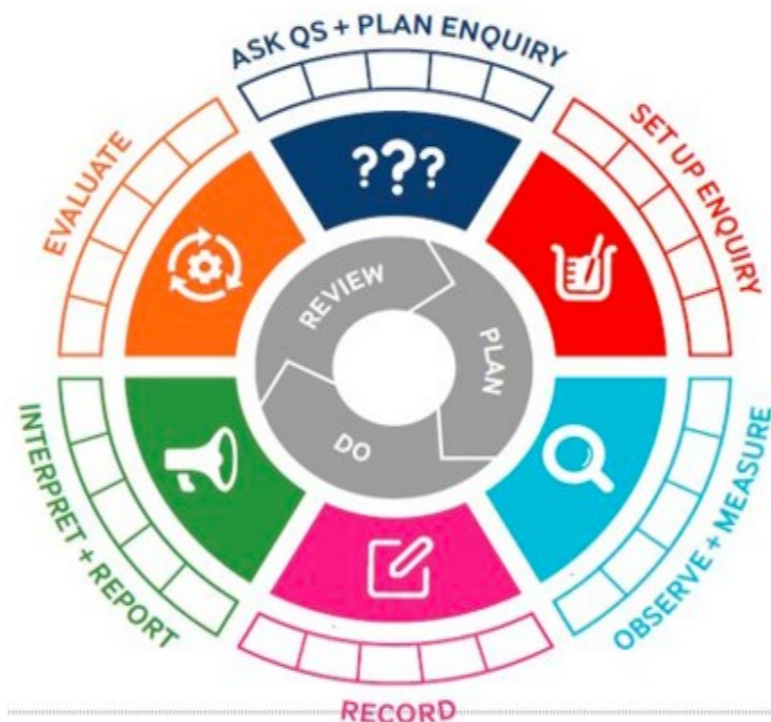 ASK QS + PLAN ENQUIRY
SET UP ENQUIRY
OBSERVE + MEASURE
RECORD
INTERPRET + REPORT
EVALUATE
???
REVIEW
PLAN
DO